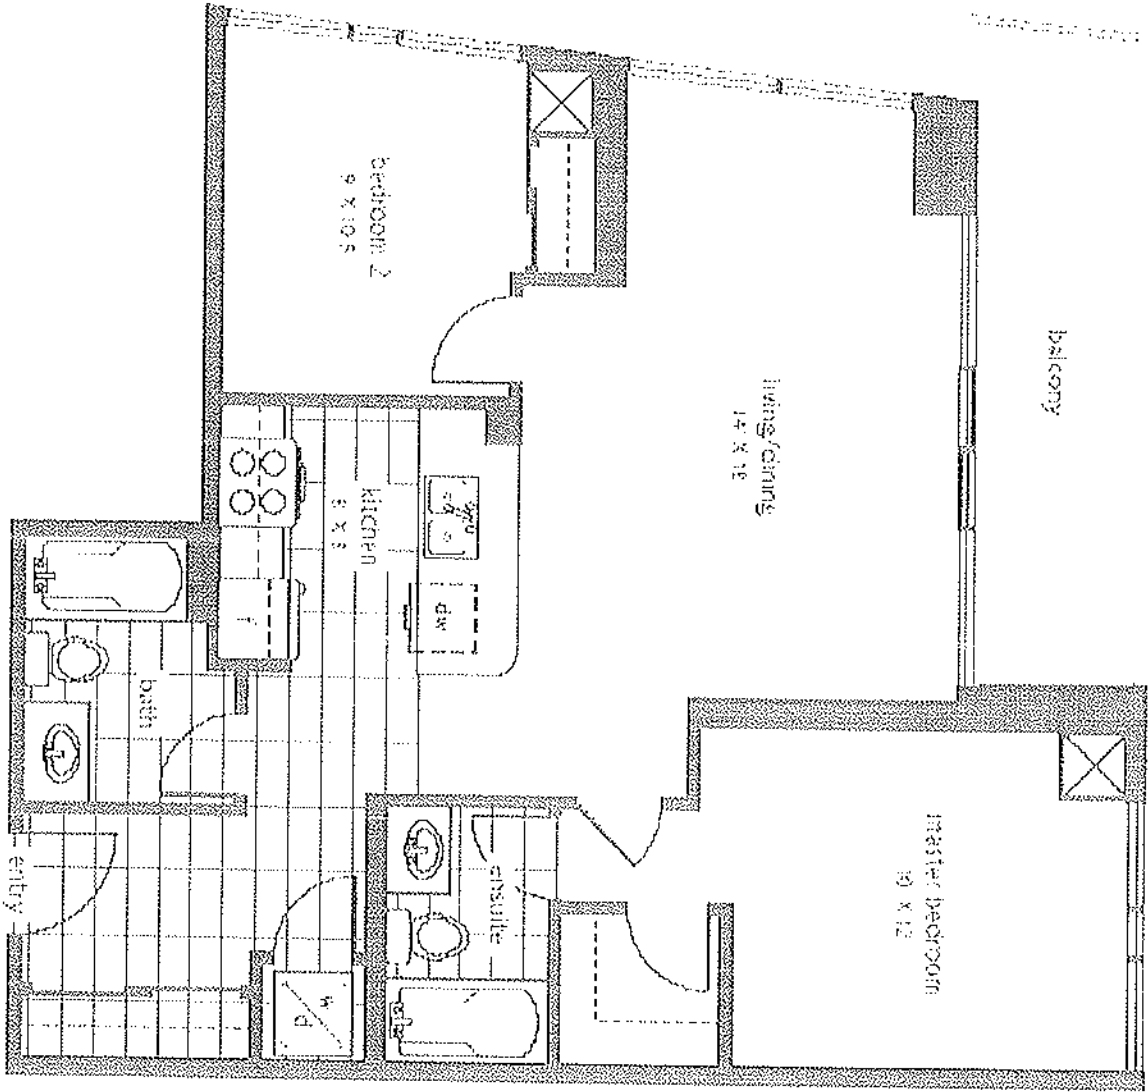 balcony
living/dining
14 X 19
bedroom 2
9 X 10.5
kitchen
8 X 8
dw
f
bath
entry
ensuite
w
d
master bedroom
10 X 12